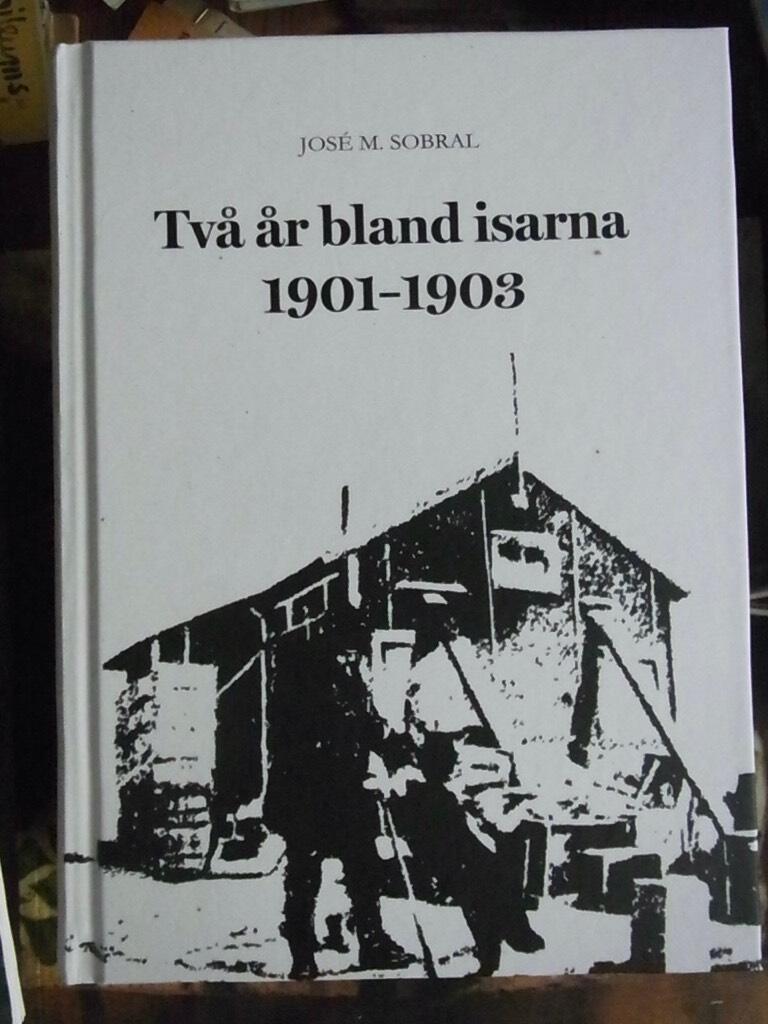 JOSÉ M. SOBRAL
Två år bland isarna
1901–1903